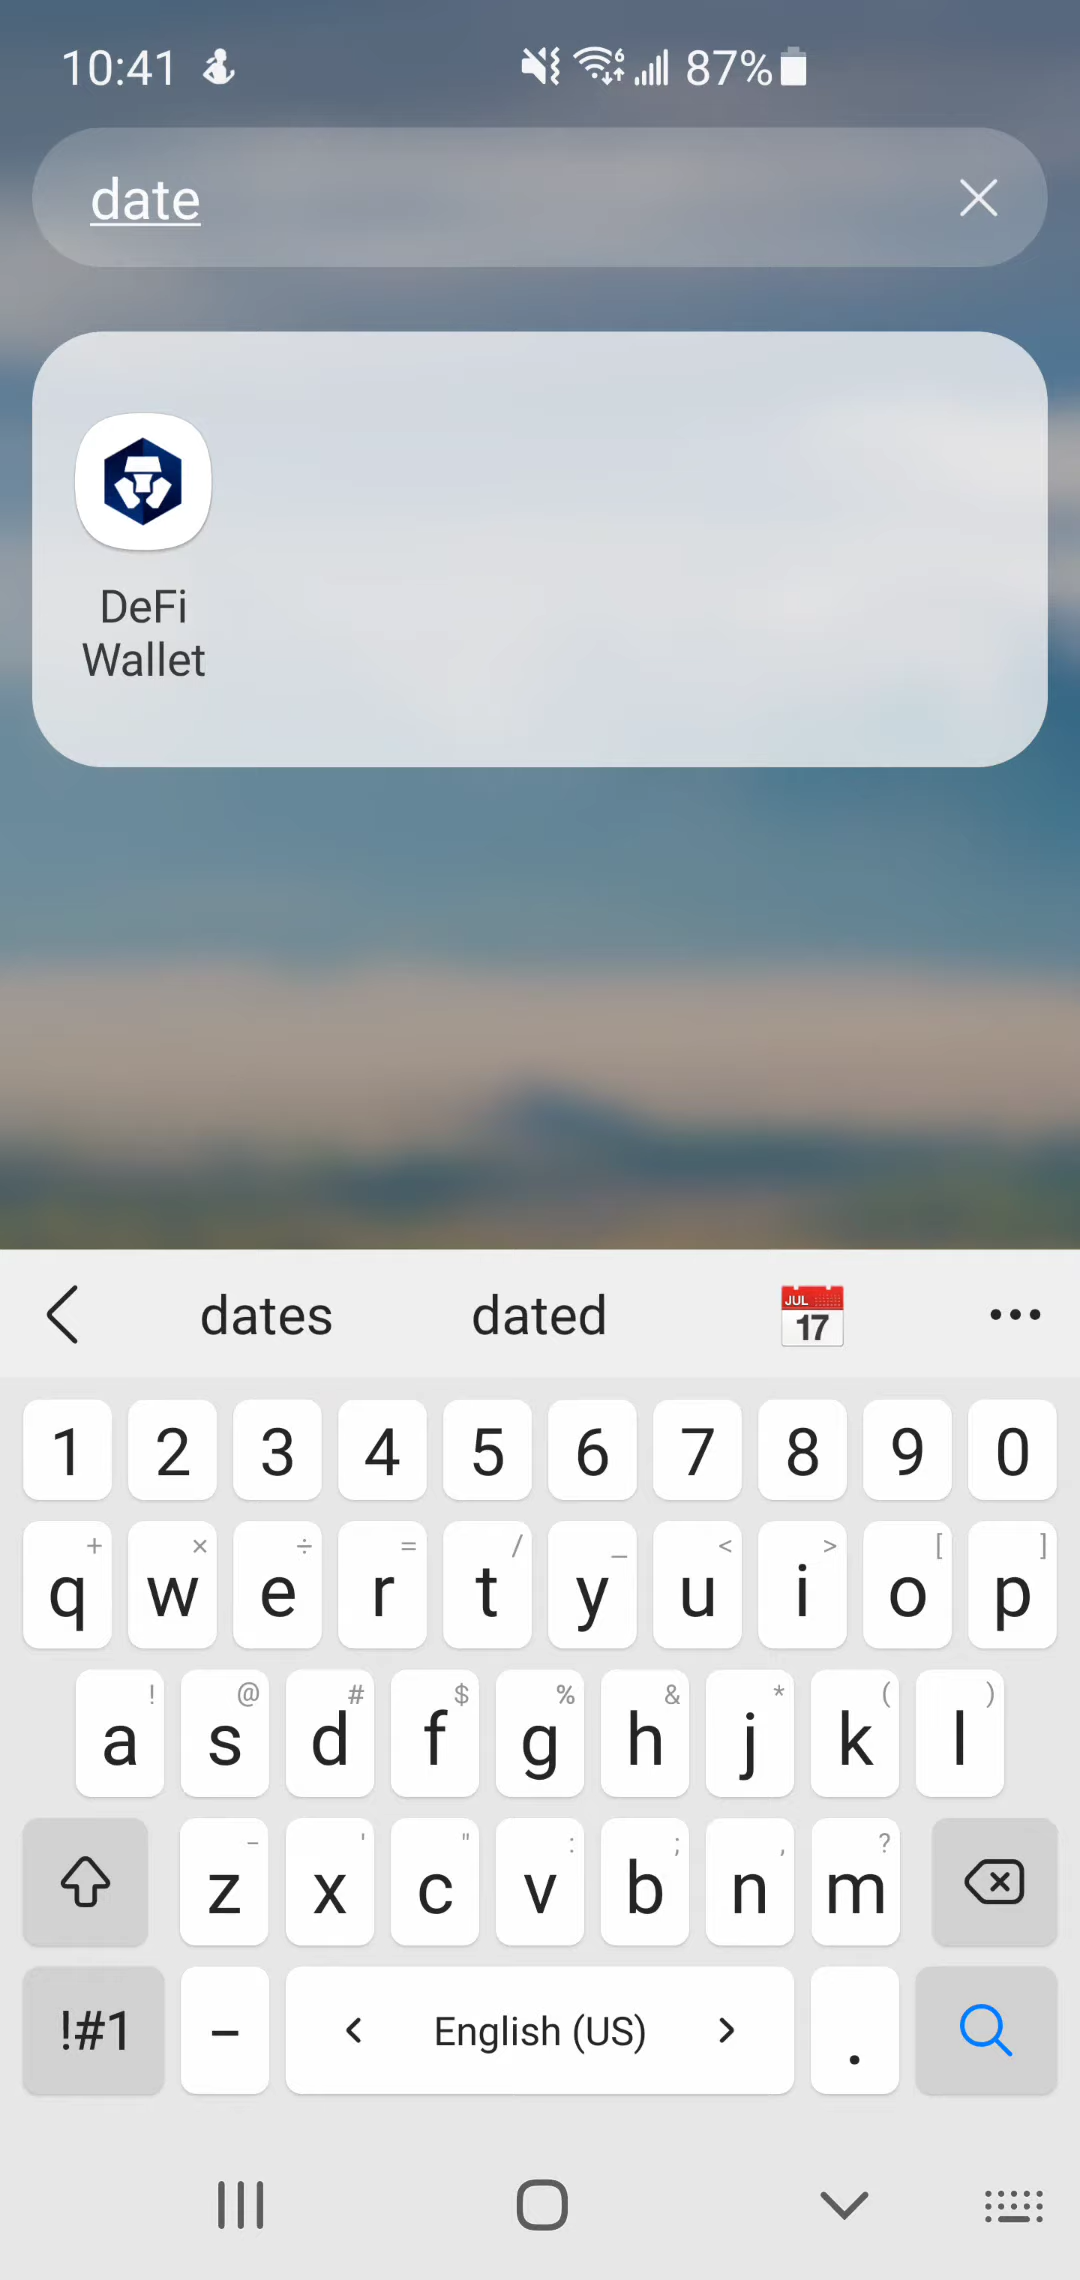 10:41 87%
date
DeFi
Wallet
dates dated JUL 17
1 2 3 4 5 6 7 8 9 0
+ × ÷ = / _ < > [ ]
q w e r t y u i o p
! @ # $ % & * ( )
a s d f g h j k l
- ' " : ; , ?
z x c v b n m
!#1 – < English (US) > .